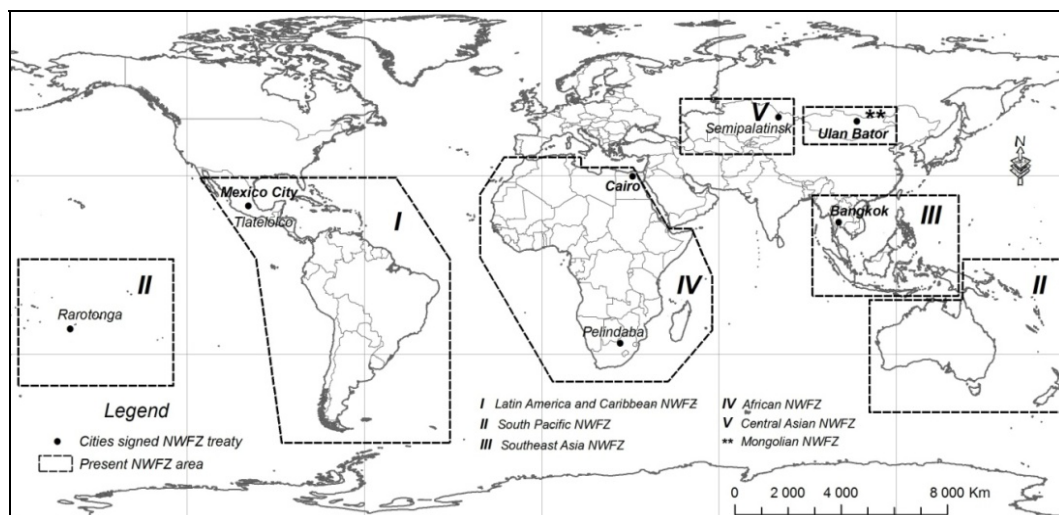 V
Semipalatinsk
**
Ulan Bator
N
Mexico City
Tlatelolco
I
Cairo
Bangkok
III
II
Rarotonga
IV
Pelindaba
II
Legend
Cities signed NWFZ treaty
Present NWFZ area
I Latin America and Caribbean NWFZ
II South Pacific NWFZ
III Southeast Asia NWFZ
IV African NWFZ
V Central Asian NWFZ
** Mongolian NWFZ
0 2 000 4 000 8 000 Km